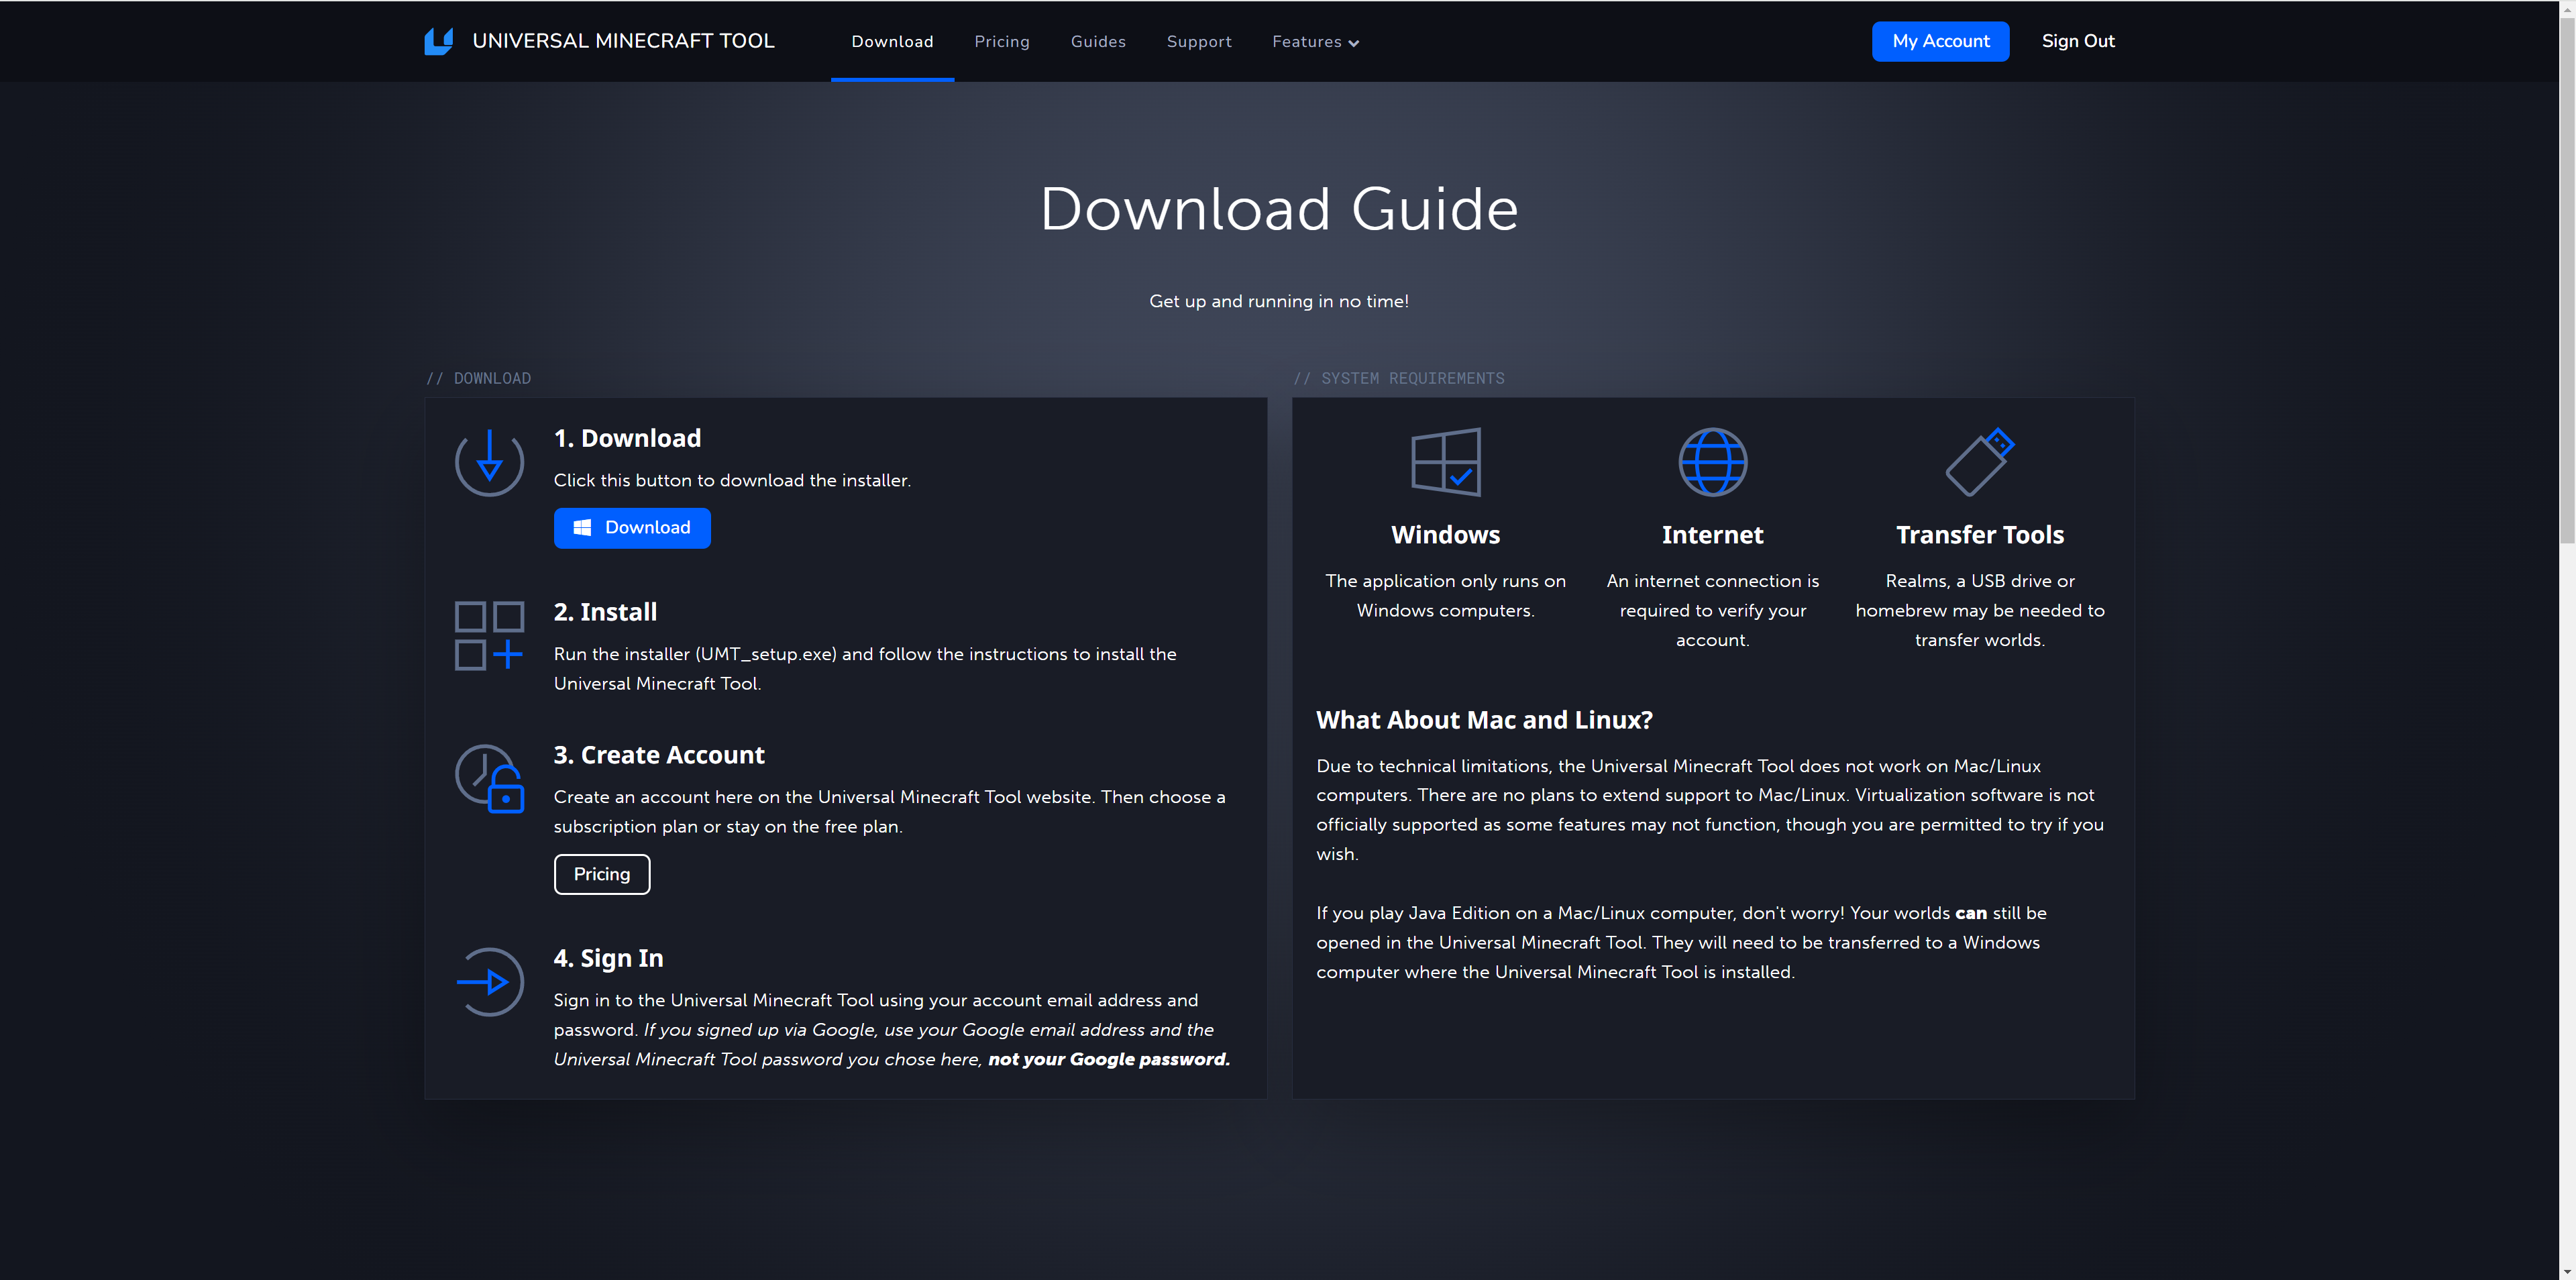 UNIVERSAL MINECRAFT TOOL
Download
Pricing
Guides
Support
Features
My Account
Sign Out
Download Guide
Get up and running in no time!
// DOWNLOAD
1. Download
Click this button to download the installer.
Download
2. Install
Run the installer (UMT_setup.exe) and follow the instructions to install the
Universal Minecraft Tool.
3. Create Account
Create an account here on the Universal Minecraft Tool website. Then choose a
subscription plan or stay on the free plan.
Pricing
4. Sign In
Sign in to the Universal Minecraft Tool using your account email address and
password. If you signed up via Google, use your Google email address and the
Universal Minecraft Tool password you chose here, not your Google password.
// SYSTEM REQUIREMENTS
Windows
The application only runs on
Windows computers.
Internet
An internet connection is
required to verify your
account.
Transfer Tools
Realms, a USB drive or
homebrew may be needed to
transfer worlds.
What About Mac and Linux?
Due to technical limitations, the Universal Minecraft Tool does not work on Mac/Linux
computers. There are no plans to extend support to Mac/Linux. Virtualization software is not
officially supported as some features may not function, though you are permitted to try if you
wish.
If you play Java Edition on a Mac/Linux computer, don't worry! Your worlds can still be
opened in the Universal Minecraft Tool. They will need to be transferred to a Windows
computer where the Universal Minecraft Tool is installed.